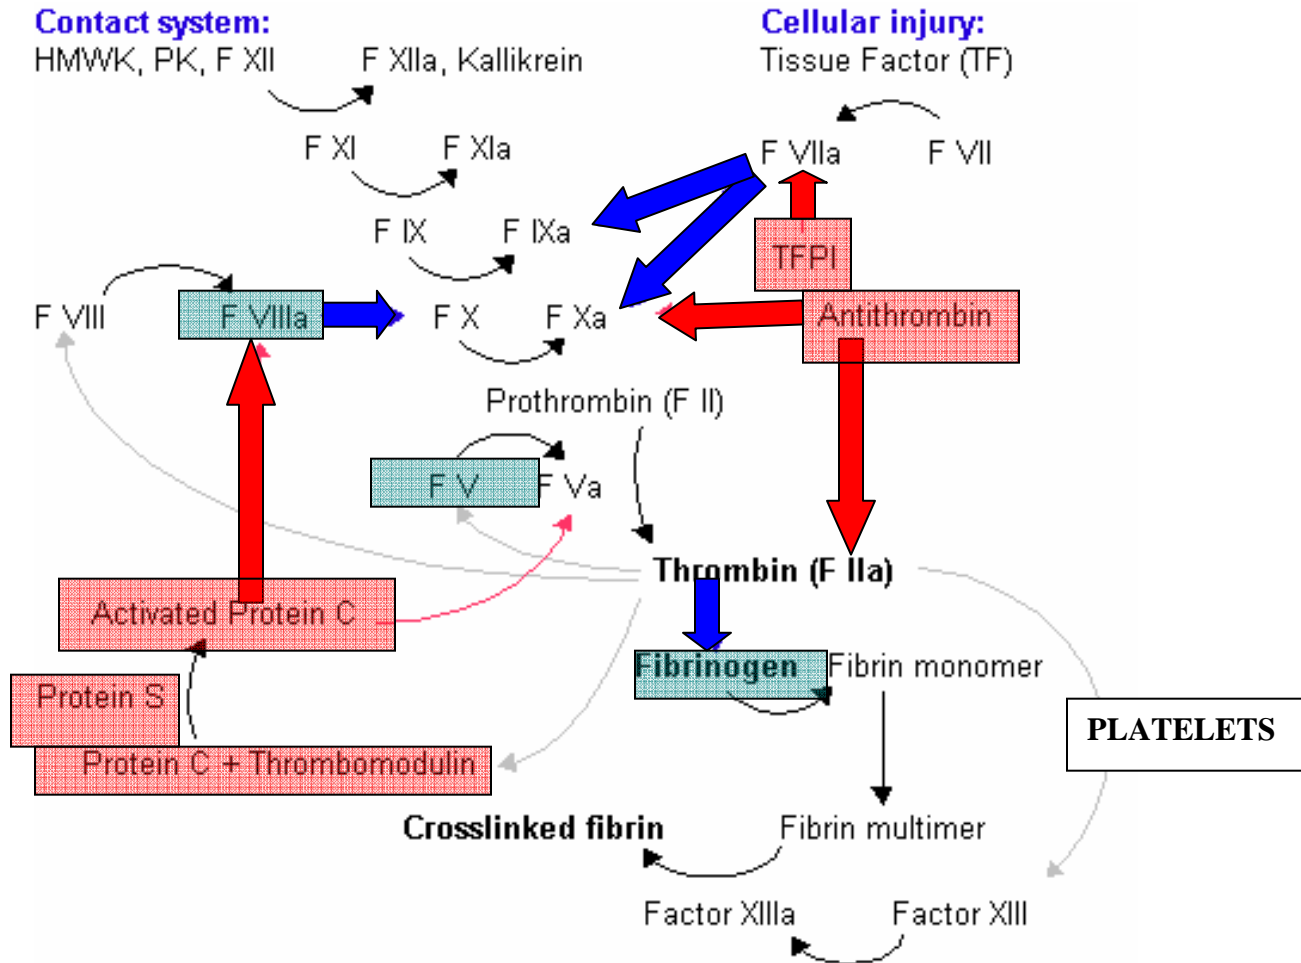 Contact system:
HMWK, PK, F XII
F XIIa, Kallikrein
Cellular injury:
Tissue Factor (TF)
F XI
F XIa
F VIIa
F VII
F IX
F IXa
TFPI
F VIII
F VIIIa
F X
F Xa
Antithrombin
Prothrombin (F II)
F V
F Va
Thrombin (F IIa)
Activated Protein C
Fibrinogen
Fibrin monomer
Protein S
PLATELETS
Protein C + Thrombomodulin
Crosslinked fibrin
Fibrin multimer
Factor XIIIa
Factor XIII